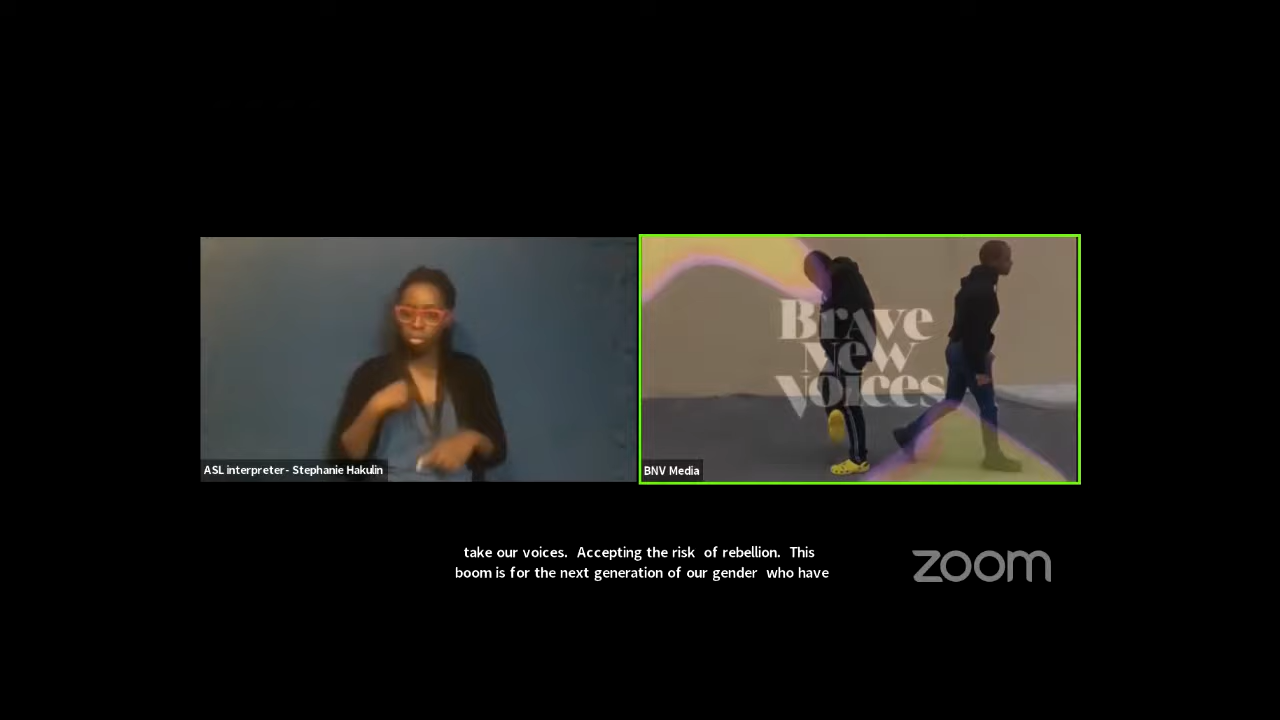 Brave
New
Voices
ASL interpreter - Stephanie Hakulin
BNV Media
take our voices. Accepting the risk of rebellion. This
boom is for the next generation of our gender who have
zoom